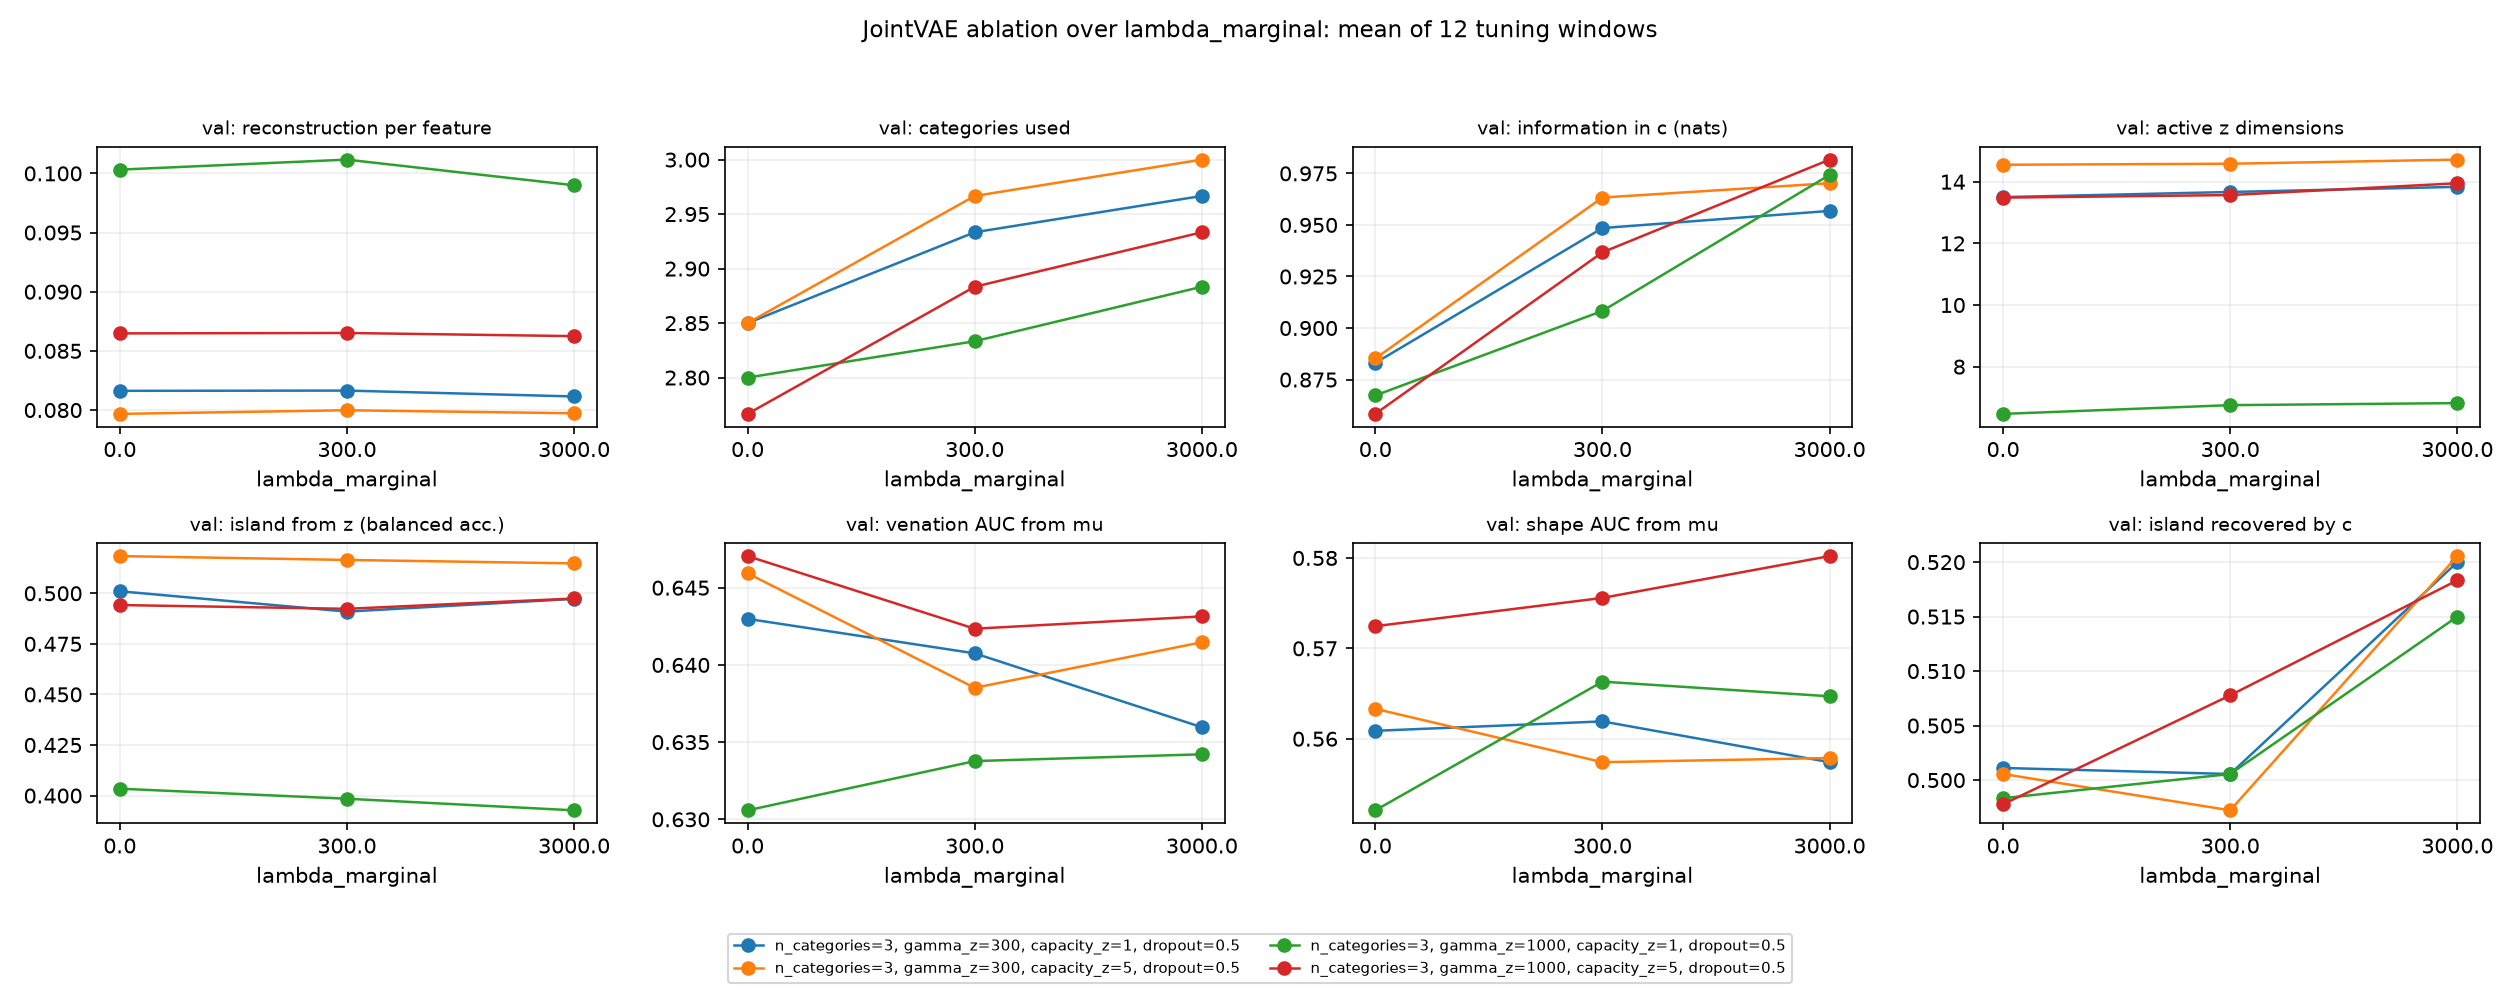 JointVAE ablation over lambda_marginal: mean of 12 tuning windows
val: reconstruction per feature
0.100
0.095
0.090
0.085
0.080
0.0 300.0 3000.0
lambda_marginal
val: categories used
3.00
2.95
2.90
2.85
2.80
0.0 300.0 3000.0
lambda_marginal
val: information in c (nats)
0.975
0.950
0.925
0.900
0.875
0.0 300.0 3000.0
lambda_marginal
val: active z dimensions
14
12
10
8
0.0 300.0 3000.0
lambda_marginal
val: island from z (balanced acc.)
0.500
0.475
0.450
0.425
0.400
0.0 300.0 3000.0
lambda_marginal
val: venation AUC from mu
0.645
0.640
0.635
0.630
0.0 300.0 3000.0
lambda_marginal
val: shape AUC from mu
0.58
0.57
0.56
0.0 300.0 3000.0
lambda_marginal
val: island recovered by c
0.520
0.515
0.510
0.505
0.500
0.0 300.0 3000.0
lambda_marginal
n_categories=3, gamma_z=300, capacity_z=1, dropout=0.5
n_categories=3, gamma_z=300, capacity_z=5, dropout=0.5
n_categories=3, gamma_z=1000, capacity_z=1, dropout=0.5
n_categories=3, gamma_z=1000, capacity_z=5, dropout=0.5